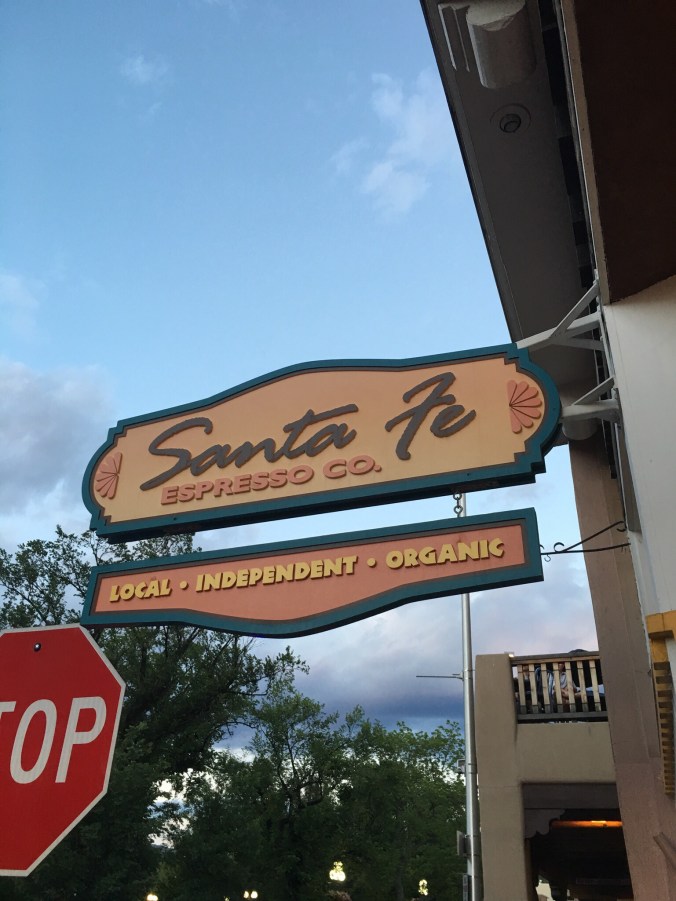 Santa Fe
ESPRESSO CO.
LOCAL • INDEPENDENT • ORGANIC
TOP